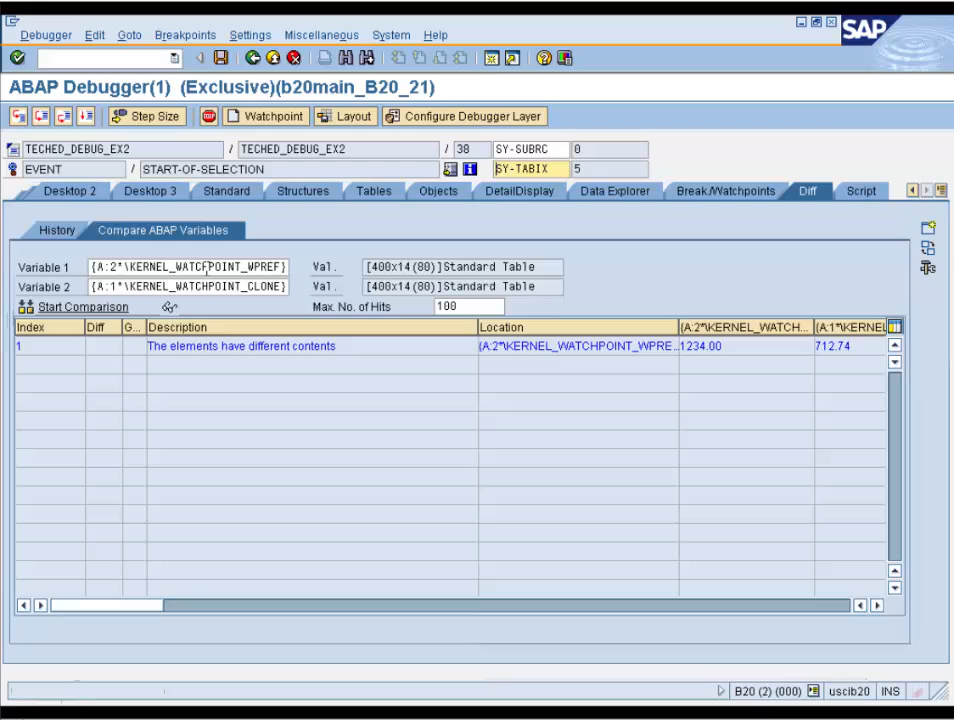 Debugger Edit Goto Breakpoints Settings Miscellaneous System Help
SAP
ABAP Debugger(1) (Exclusive)(b20main_B20_21)
Step Size Watchpoint Layout Configure Debugger Layer
TECHED_DEBUG_EX2 / TECHED_DEBUG_EX2 / 38 SY-SUBRC 0
EVENT / START-OF-SELECTION SY-TABIX 5
Desktop 2 Desktop 3 Standard Structures Tables Objects DetailDisplay Data Explorer Break./Watchpoints Diff Script
History Compare ABAP Variables
Variable 1 {A:2*\KERNEL_WATCHPOINT_WPREF} Val. [400x14(80)]Standard Table
Variable 2 {A:1*\KERNEL_WATCHPOINT_CLONE} Val. [400x14(80)]Standard Table
Start Comparison Max. No. of Hits 100
Index Diff G... Description Location {A:2*\KERNEL_WATCH... {A:1*\KERNEL
1 The elements have different contents {A:2*\KERNEL_WATCHPOINT_WPRE... 1234.00 712.74
B20 (2) (000) uscib20 INS